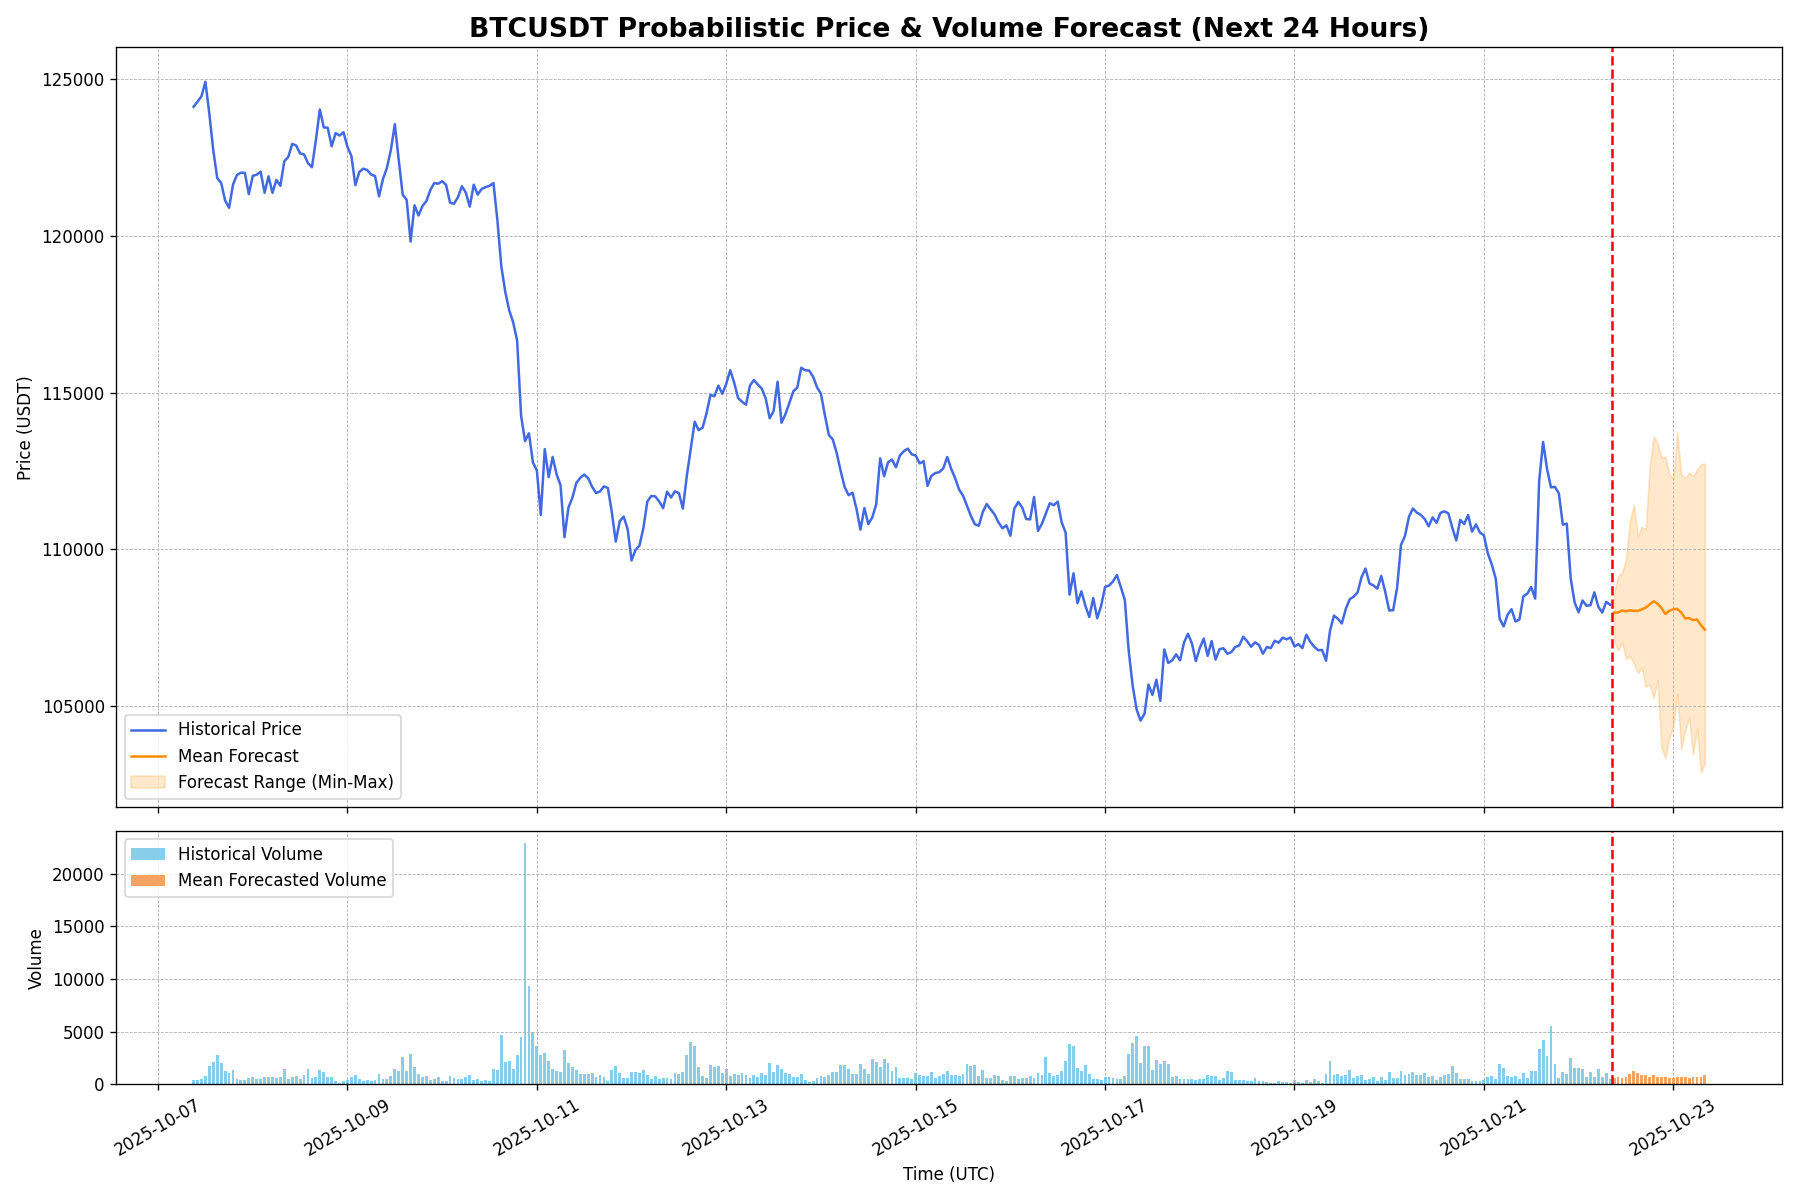 BTCUSDT Probabilistic Price & Volume Forecast (Next 24 Hours)
Price (USDT)
125000
120000
115000
110000
105000
Historical Price
Mean Forecast
Forecast Range (Min-Max)
Volume
20000
15000
10000
5000
0
Historical Volume
Mean Forecasted Volume
2025-10-07
2025-10-09
2025-10-11
2025-10-13
2025-10-15
2025-10-17
2025-10-19
2025-10-21
2025-10-23
Time (UTC)